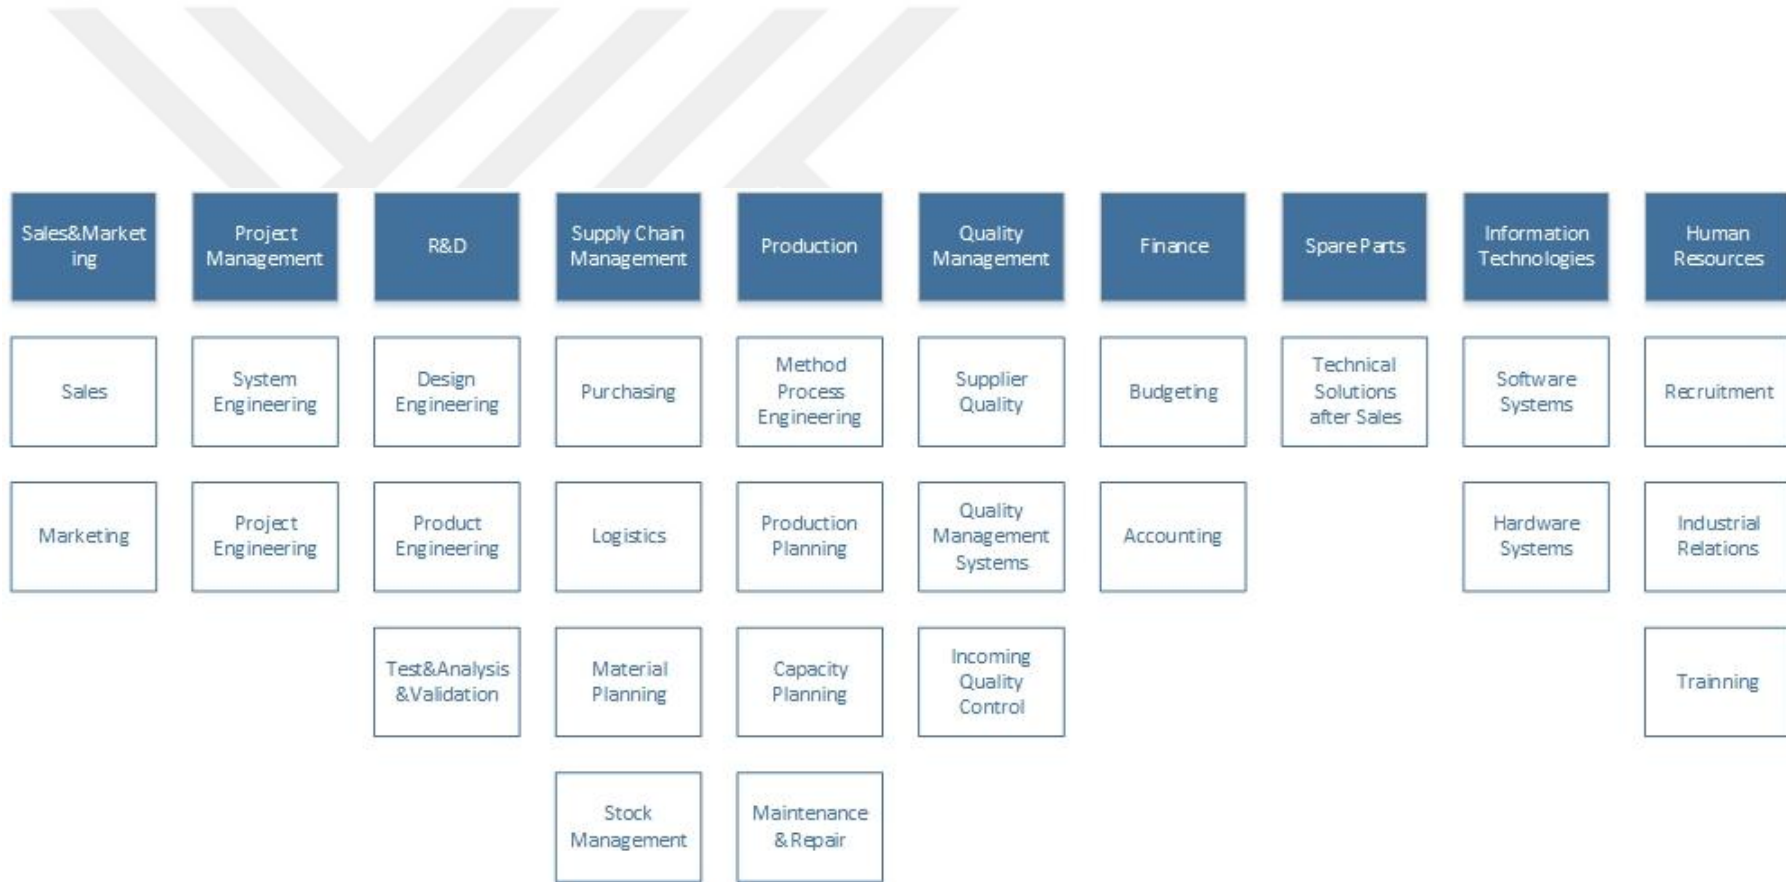 Sales&Market
ing
Project
Management
R&D
Supply Chain
Management
Production
Quality
Management
Finance
Spare Parts
Information
Technologies
Human
Resources
Sales
System
Engineering
Design
Engineering
Purchasing
Method
Process
Engineering
Supplier
Quality
Budgeting
Technical
Solutions
after Sales
Software
Systems
Recruitment
Marketing
Project
Engineering
Product
Engineering
Logistics
Production
Planning
Quality
Management
Systems
Accounting
Hardware
Systems
Industrial
Relations
Test&Analysis
&Validation
Material
Planning
Capacity
Planning
Incoming
Quality
Control
Trainning
Stock
Management
Maintenance
& Repair